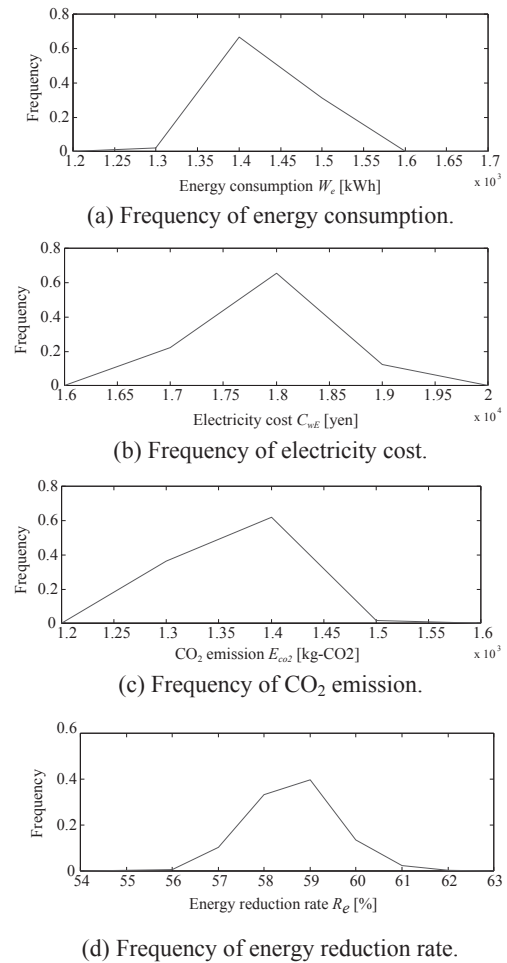 0.8
0.6
0.4
0.2
0
Frequency
1.2 1.25 1.3 1.35 1.4 1.45 1.5 1.55 1.6 1.65 1.7
Energy consumption We [kWh]
x 10³
(a) Frequency of energy consumption.
0.8
0.6
0.4
0.2
0
Frequency
1.6 1.65 1.7 1.75 1.8 1.85 1.9 1.95 2
Electricity cost CwE [yen]
x 10⁴
(b) Frequency of electricity cost.
0.8
0.6
0.4
0.2
0
Frequency
1.2 1.25 1.3 1.35 1.4 1.45 1.5 1.55 1.6
CO₂ emission Eco2 [kg-CO2]
x 10³
(c) Frequency of CO₂ emission.
0.6
0.4
0.2
0
Frequency
54 55 56 57 58 59 60 61 62 63
Energy reduction rate Re [%]
(d) Frequency of energy reduction rate.